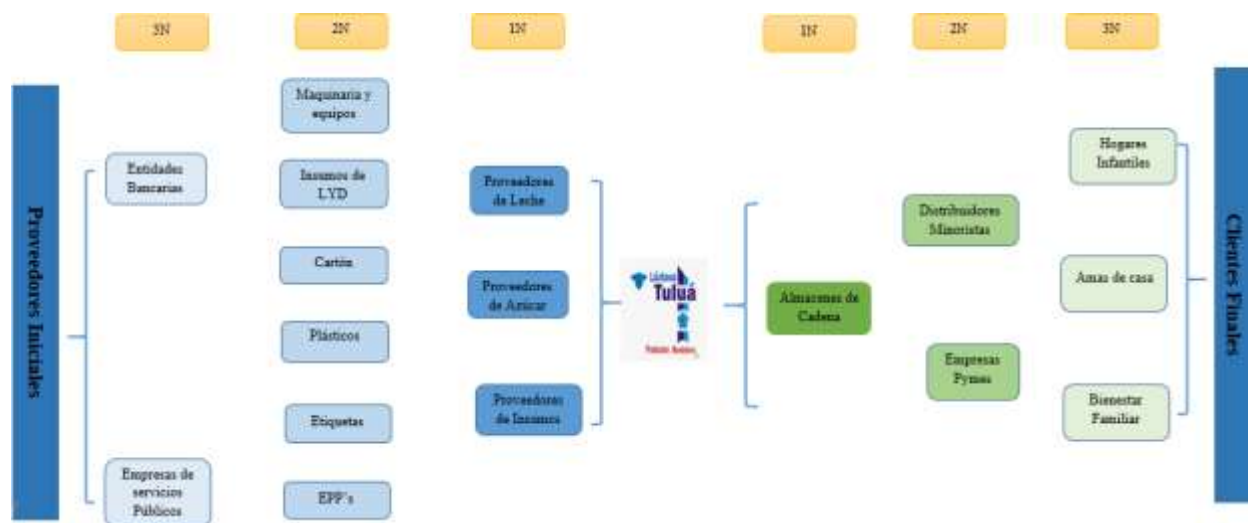 3N
2N
1N
1N
2N
3N
Proveedores Iniciales
Entidades
Bancarias
Empresas de
servicios
Públicos
Maquinaria y
equipos
Insumos de
LYD
Cartón
Plásticos
Etiquetas
EPP´s
Proveedores
de Leche
Proveedores
de Azúcar
Proveedores
de Insumos
Lácteos
Tuluá
Almacenes de
Cadena
Distribuidores
Minoristas
Empresas
Pymes
Hogares
Infantiles
Amas de casa
Bienestar
Familiar
Clientes Finales